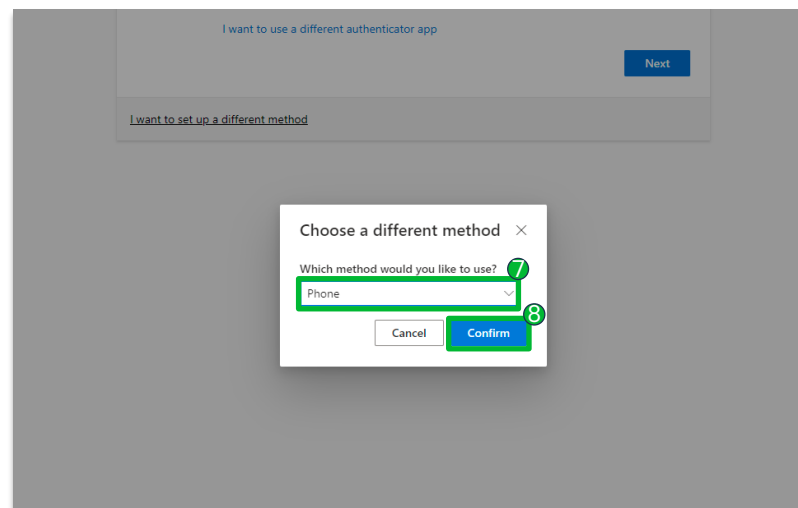 I want to use a different authenticator app
Next
I want to set up a different method
Choose a different method
Which method would you like to use? 7
Phone
8
Cancel Confirm